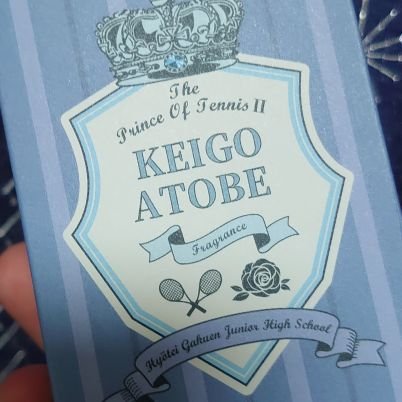 The
Prince Of Tennis II
KEIGO
ATOBE
Fragrance
Hyōtei Gakuen Junior High School